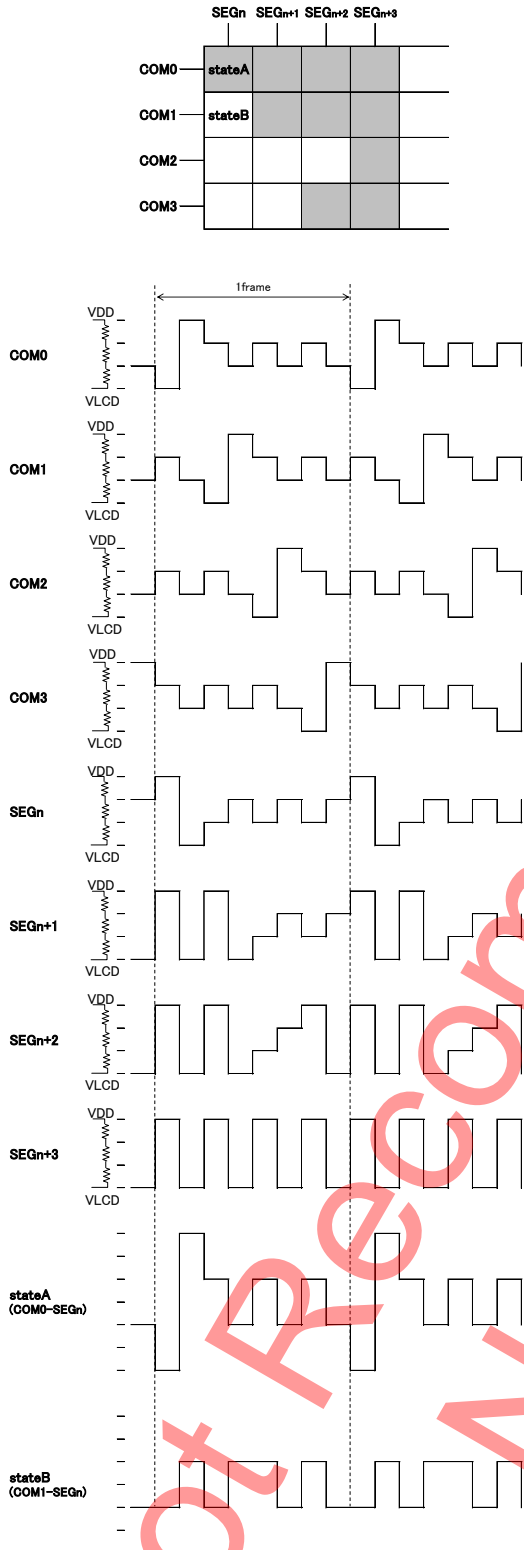 SEGn SEGn+1 SEGn+2 SEGn+3
COM0 stateA
COM1 stateB
COM2
COM3
1frame
VDD
COM0
VLCD
VDD
COM1
VLCD
VDD
COM2
VLCD
VDD
COM3
VLCD
VDD
SEGn
VLCD
VDD
SEGn+1
VLCD
VDD
SEGn+2
VLCD
VDD
SEGn+3
VLCD
stateA
(COM0-SEGn)
stateB
(COM1-SEGn)
ot Recom
N